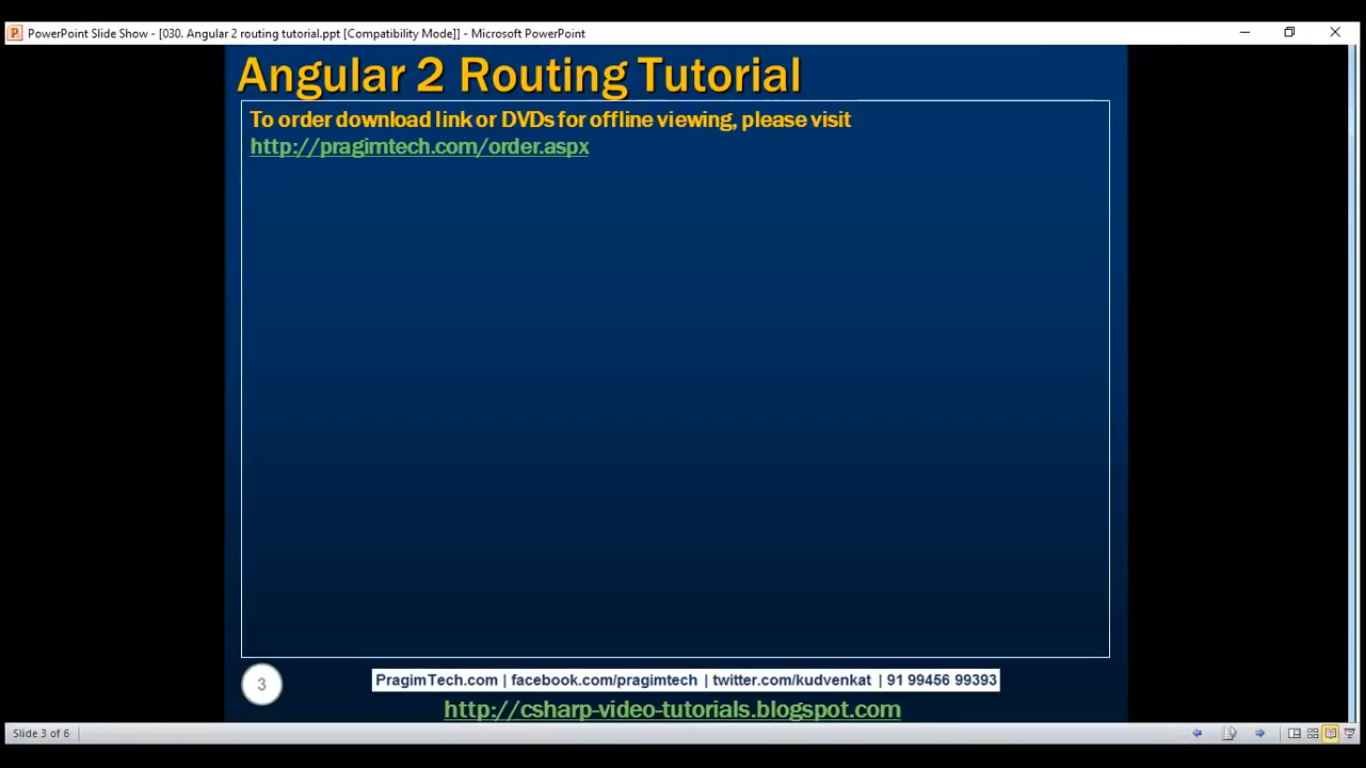 PowerPoint Slide Show - [030. Angular 2 routing tutorial.ppt [Compatibility Mode]] - Microsoft PowerPoint
Angular 2 Routing Tutorial
To order download link or DVDs for offline viewing, please visit
http://pragimtech.com/order.aspx
3
PragimTech.com | facebook.com/pragimtech | twitter.com/kudvenkat | 91 99456 99393
http://csharp-video-tutorials.blogspot.com
Slide 3 of 6